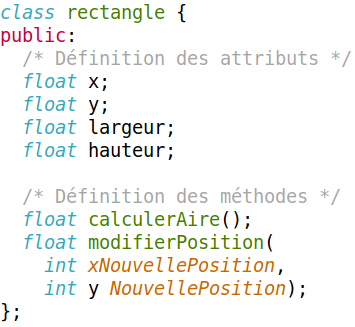 class rectangle {
public:
/* Définition des attributs */
float x;
float y;
float largeur;
float hauteur;
/* Définition des méthodes */
float calculerAire();
float modifierPosition(
int xNouvellePosition,
int y NouvellePosition);
};